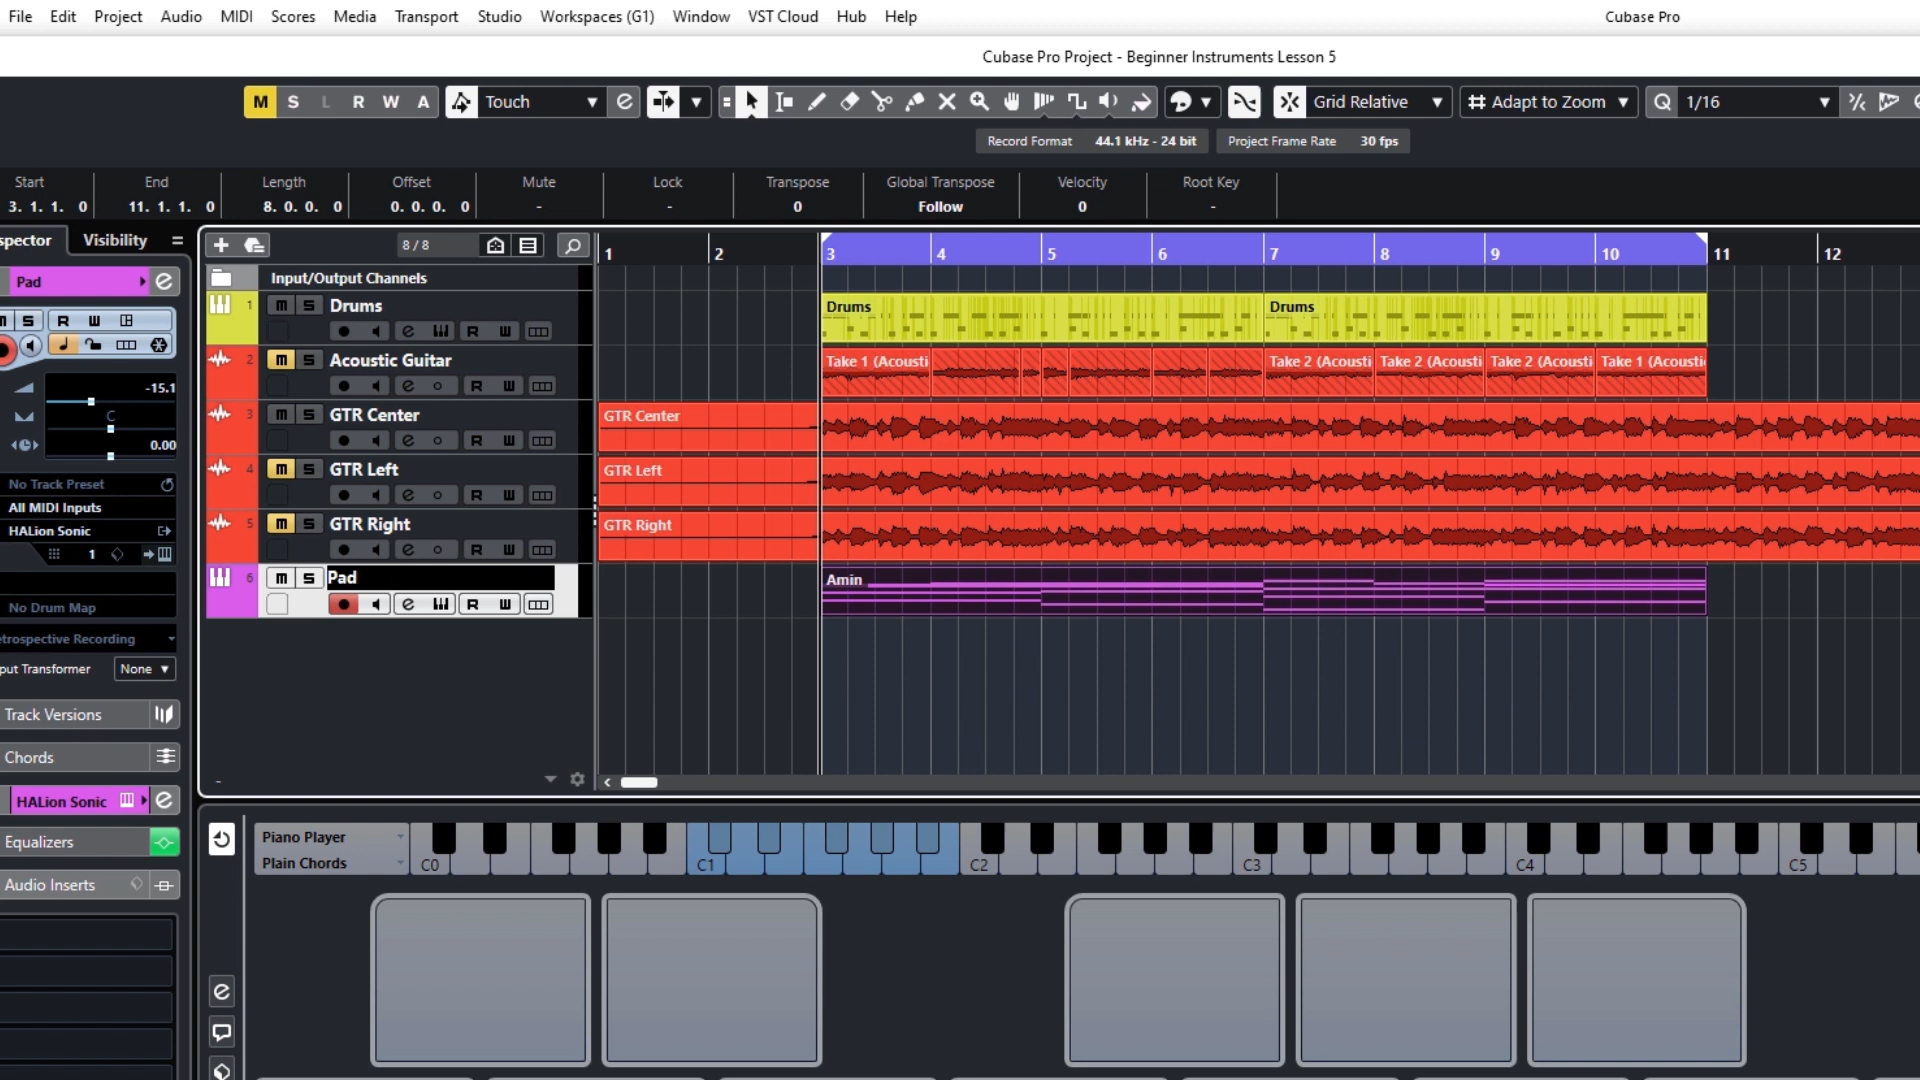 File Edit Project Audio MIDI Scores Media Transport Studio Workspaces (G1) Window VST Cloud Hub Help Cubase Pro
Cubase Pro Project - Beginner Instruments Lesson 5
M S L R W A Touch Grid Relative Adapt to Zoom Q 1/16
Record Format 44.1 kHz - 24 bit Project Frame Rate 30 fps
Start End Length Offset Mute Lock Transpose Global Transpose Velocity Root Key
3. 1. 1. 0 11. 1. 1. 0 8. 0. 0. 0 0. 0. 0. 0 - - 0 Follow 0 -
spector Visibility 8 / 8 1 2 3 4 5 6 7 8 9 10 11 12
Pad e Input/Output Channels
1 m S Drums Drums Drums
S R W
e R W
2 m S Acoustic Guitar Take 1 (Acousti Take 2 (Acousti Take 2 (Acousti Take 2 (Acousti Take 1 (Acousti
-15.1 e R W
C 3 m S GTR Center GTR Center
0.00 e R W
4 m S GTR Left GTR Left
No Track Preset e R W
All MIDI Inputs
HALion Sonic 5 m S GTR Right GTR Right
1 e R W
6 m S Pad Amin
No Drum Map e R W
etrospective Recording
put Transformer None
Track Versions
Chords
HALion Sonic e
Equalizers Piano Player
Plain Chords C0 C1 C2 C3 C4 C5
Audio Inserts
e